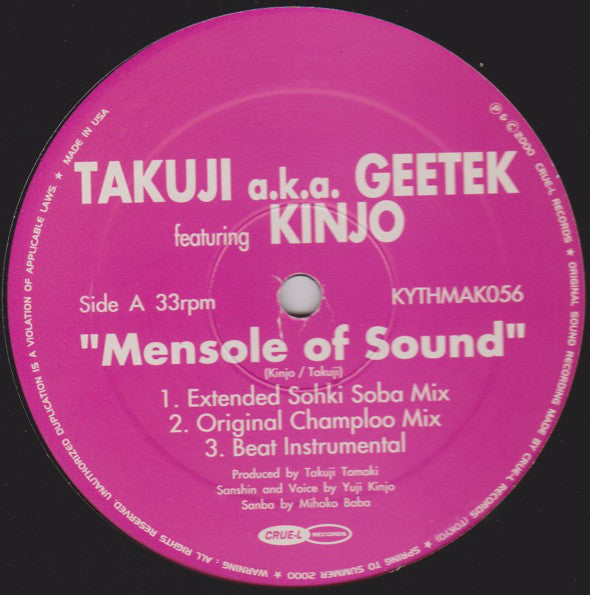 TAKUJI a.k.a. GEETEK
featuring KINJO
Side A 33rpm
KYTHMAK056
"Mensole of Sound"
(Kinjo / Takuji)
1. Extended Sohki Soba Mix
2. Original Champloo Mix
3. Beat Instrumental
Produced by Takuji Tamaki
Sanshin and Voice by Yuji Kinjo
Sanba by Mihoko Baba
CRUE-L RECORDS
℗ & © 2000 CRUE-L RECORDS ★ ORIGINAL SOUND RECORDING MADE BY CRUE-L RECORDS (TOKYO) ★ SPRING TO SUMMER 2000 ★ WARNING : ALL RIGHTS RESERVED. UNAUTHORIZED DUPLICATION IS A VIOLATION OF APPLICABLE LAWS. ★ MADE IN USA